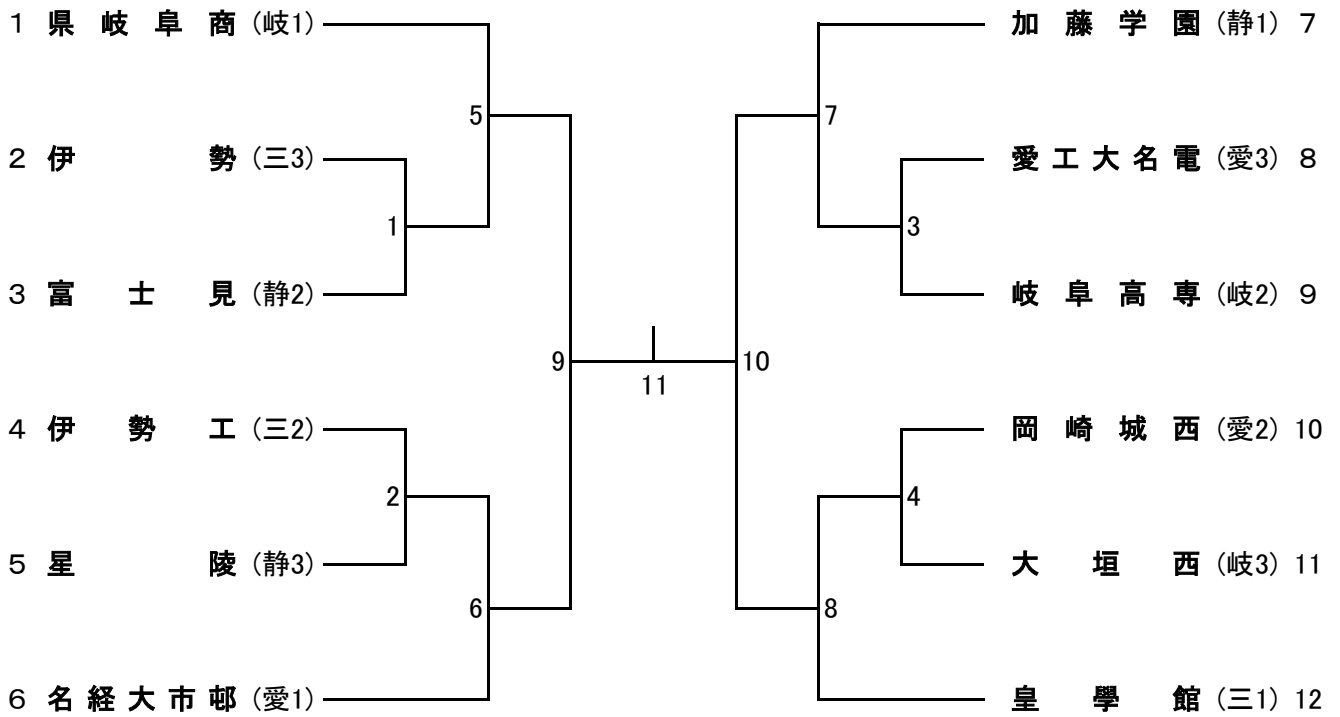 1 県岐阜商 (岐1)
5
2 伊勢 (三3)
1
3 富士見 (静2)
9
4 伊勢工 (三2)
2
5 星陵 (静3)
6
6 名経大市邨 (愛1)
11
加藤学園 (静1) 7
7
愛工大名電 (愛3) 8
3
岐阜高専 (岐2) 9
10
岡崎城西 (愛2) 10
4
大垣西 (岐3) 11
8
皇學館 (三1) 12